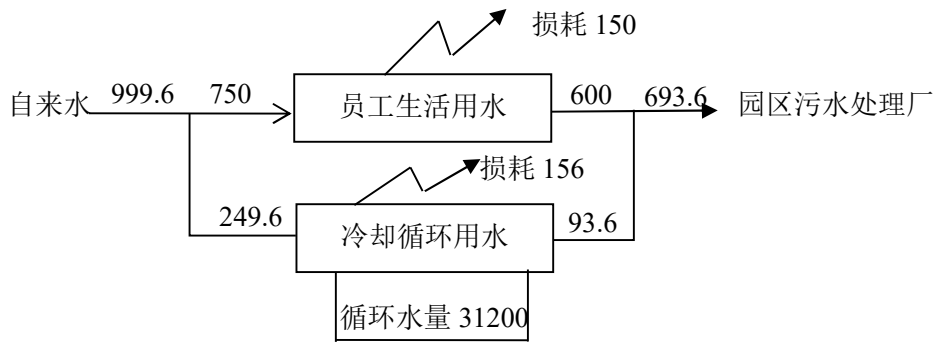 损耗 150
自来水 999.6 750 员工生活用水 600 693.6 园区污水处理厂
损耗 156
249.6 冷却循环用水 93.6
循环水量 31200